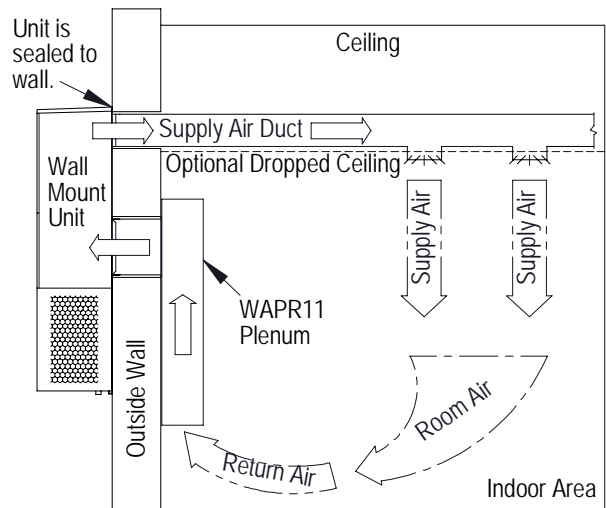 Unit is
sealed to
wall.
Ceiling
Supply Air Duct
Optional Dropped Ceiling
Wall
Mount
Unit
Supply Air
Supply Air
WAPR11
Plenum
Outside Wall
Room Air
Return Air
Indoor Area